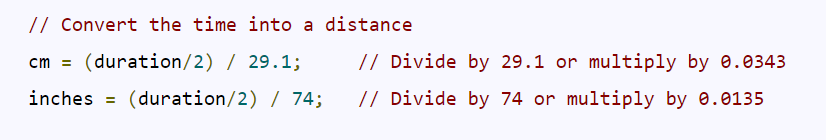 // Convert the time into a distance
cm = (duration/2) / 29.1;     // Divide by 29.1 or multiply by 0.0343
inches = (duration/2) / 74;   // Divide by 74 or multiply by 0.0135